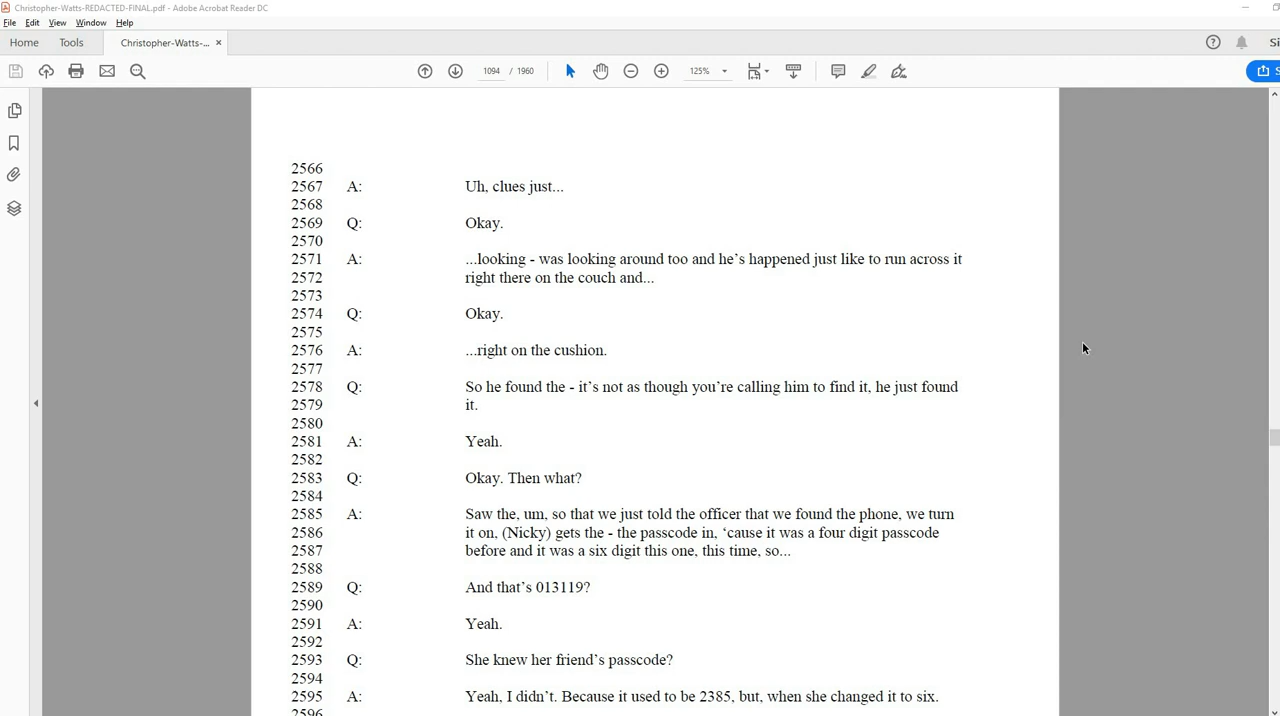 Christopher-Watts-REDACTED-FINAL.pdf - Adobe Acrobat Reader DC
File Edit View Window Help
Home Tools Christopher-Watts-... ×
1094 / 1960 125%
2566
2567 A: Uh, clues just...
2568
2569 Q: Okay.
2570
2571 A: ...looking - was looking around too and he’s happened just like to run across it
2572 right there on the couch and...
2573
2574 Q: Okay.
2575
2576 A: ...right on the cushion.
2577
2578 Q: So he found the - it’s not as though you’re calling him to find it, he just found
2579 it.
2580
2581 A: Yeah.
2582
2583 Q: Okay. Then what?
2584
2585 A: Saw the, um, so that we just told the officer that we found the phone, we turn
2586 it on, (Nicky) gets the - the passcode in, ‘cause it was a four digit passcode
2587 before and it was a six digit this one, this time, so...
2588
2589 Q: And that’s 013119?
2590
2591 A: Yeah.
2592
2593 Q: She knew her friend’s passcode?
2594
2595 A: Yeah, I didn’t. Because it used to be 2385, but, when she changed it to six.
2596